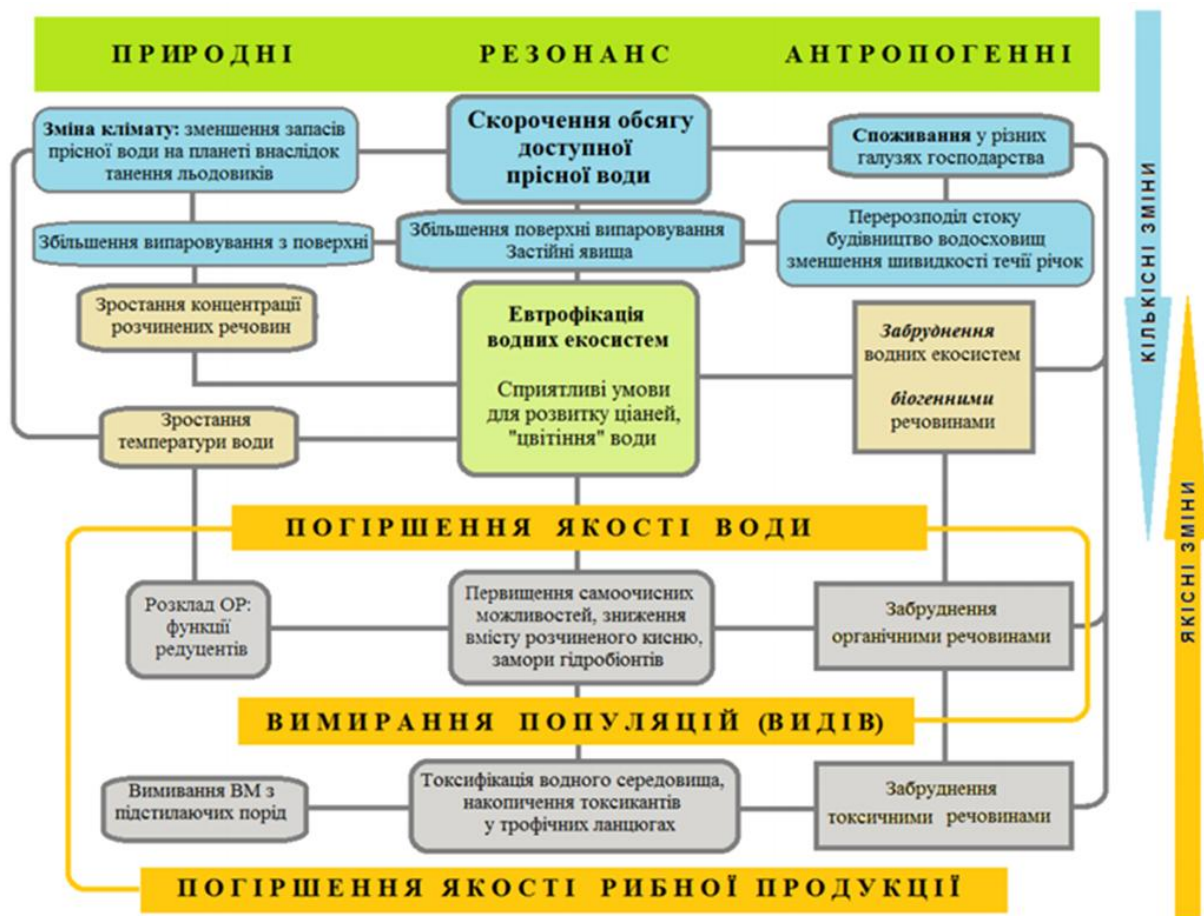 ПРИРОДНІ
РЕЗОНАНС
АНТРОПОГЕННІ
Зміна клімату: зменшення запасів
прісної води на планеті внаслідок
танення льодовиків
Скорочення обсягу
доступної
прісної води
Споживання у різних
галузях господарства
Збільшення випаровування з поверхні
Збільшення поверхні випаровування
Застійні явища
Перерозподіл стоку
будівництво водосховищ
зменшення шивидкості течії річок
Зростання концентрації
розчинених речовин
Евтрофікація
водних екосистем
Сприятливі умови
для розвитку ціаней,
"цвітіння" води
Забруднення
водних екосистем
біогенними
речовинами
Зростання
температури води
ПОГІРШЕННЯ ЯКОСТІ ВОДИ
Розклад ОР:
функції
редуцентів
Первищення самоочисних
можливостей, зниження
вмісту розчиненого кисню,
замори гідробіонтів
Забруднення
органічними речовинами
ВИМИРАННЯ ПОПУЛЯЦІЙ (ВИДІВ)
Вимивання ВМ з
підстилаючих порід
Токсифікація водного середовища,
накопичення токсикантів
у трофічних ланцюгах
Забруднення
токсичними речовинами
ПОГІРШЕННЯ ЯКОСТІ РИБНОЇ ПРОДУКЦІЇ
КІЛЬКІСНІ ЗМІНИ
ЯКІСНІ ЗМІНИ